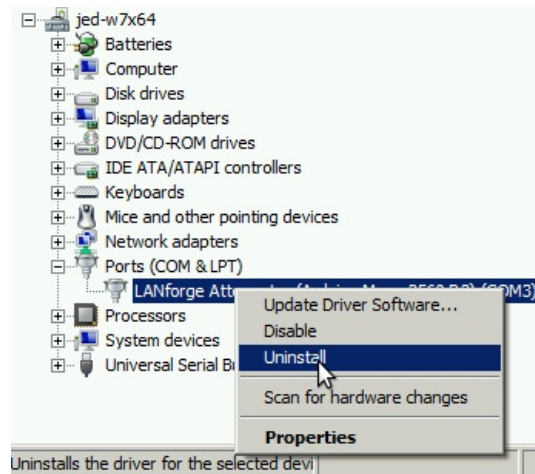 jed-w7x64
Batteries
Computer
Disk drives
Display adapters
DVD/CD-ROM drives
IDE ATA/ATAPI controllers
Keyboards
Mice and other pointing devices
Network adapters
Ports (COM & LPT)
LANforge (COM3)
Update Driver Software...
Processors
Disable
System devices
Uninstall
Universal Serial
Scan for hardware changes
Properties
Uninstalls the driver for the selected devi